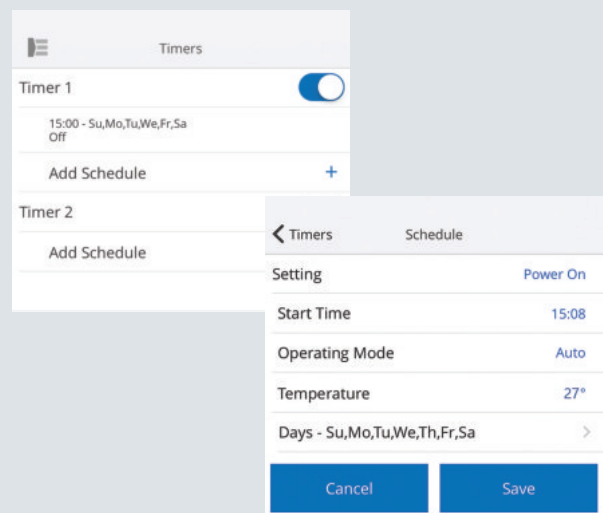 Timers
Timer 1
15:00 - Su,Mo,Tu,We,Fr,Sa
Off
Add Schedule +
Timer 2
Add Schedule
Timers Schedule
Setting Power On
Start Time 15:08
Operating Mode Auto
Temperature 27°
Days - Su,Mo,Tu,We,Th,Fr,Sa
Cancel Save